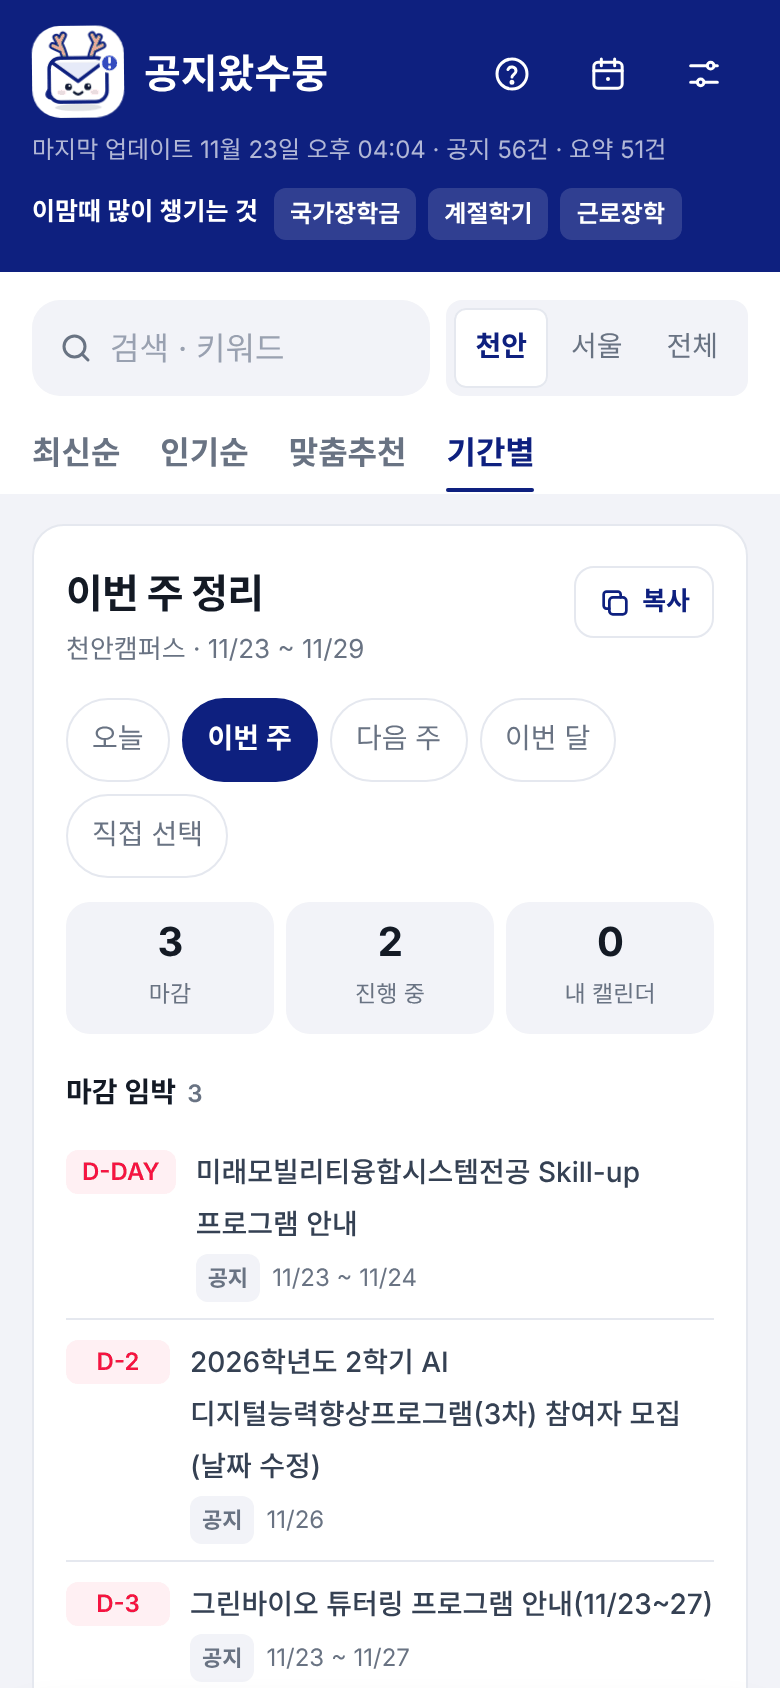 공지왔수뭉
마지막 업데이트 11월 23일 오후 04:04 · 공지 56건 · 요약 51건
이맘때 많이 챙기는 것 국가장학금 계절학기 근로장학
검색 · 키워드 천안 서울 전체
최신순 인기순 맞춤추천 기간별
이번 주 정리 복사
천안캠퍼스 · 11/23 ~ 11/29
오늘 이번 주 다음 주 이번 달
직접 선택
3 2 0
마감 진행 중 내 캘린더
마감 임박 3
D-DAY 미래모빌리티융합시스템전공 Skill-up
프로그램 안내
공지 11/23 ~ 11/24
D-2 2026학년도 2학기 AI
디지털능력향상프로그램(3차) 참여자 모집
(날짜 수정)
공지 11/26
D-3 그린바이오 튜터링 프로그램 안내(11/23~27)
공지 11/23 ~ 11/27